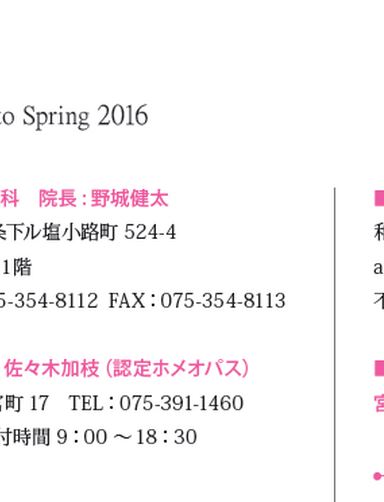 to Spring 2016
科　院長：野城健太
条下ル塩小路町 524-4
1階
5-354-8112 FAX：075-354-8113
佐々木加枝（認定ホメオパス）
宮町 17　TEL：075-391-1460
付時間 9：00 〜 18：30
■
a
不
■
宮